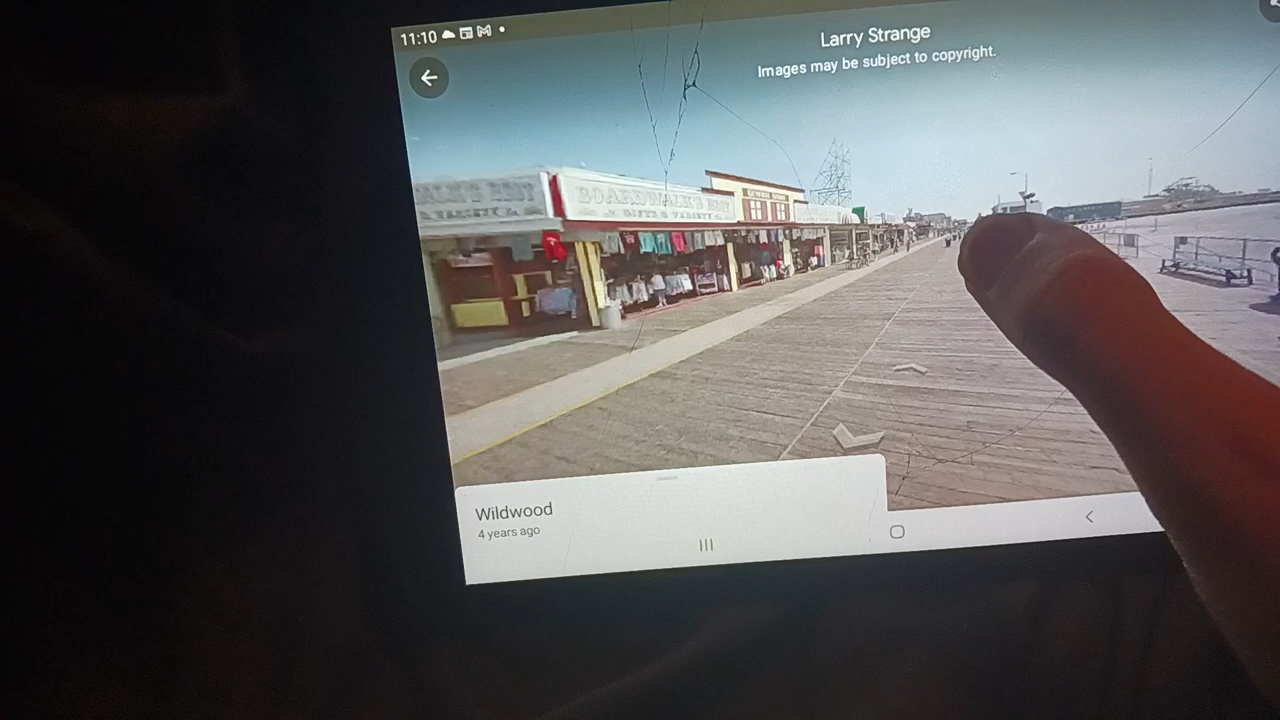 11:10
Larry Strange
Images may be subject to copyright.
BOARDWALK'S BEST
GIFTS & VARIETY
Wildwood
4 years ago